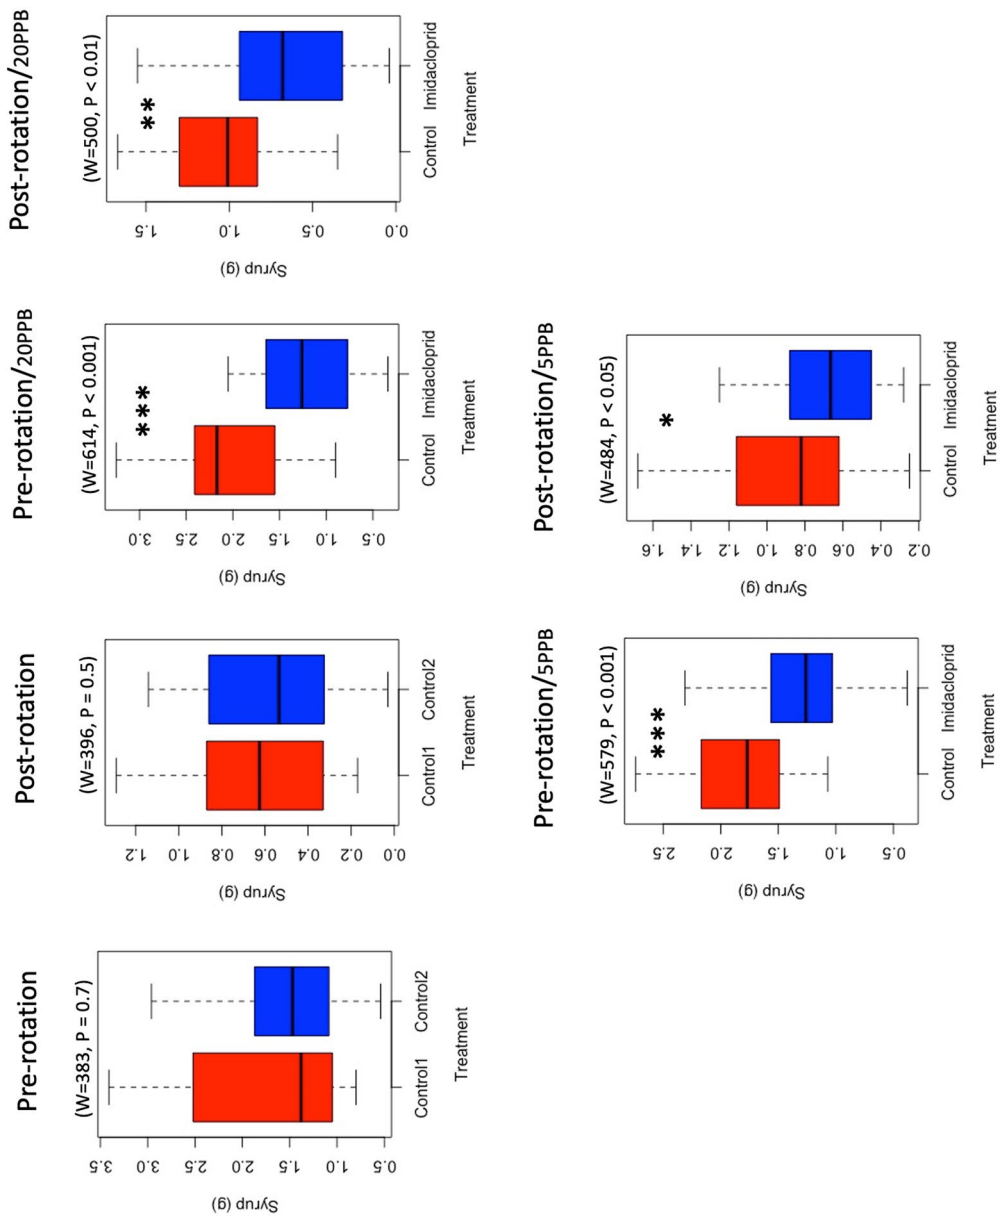 Pre-rotation
(W=383, P = 0.7)
3.5
3.0
2.5
2.0
1.5
1.0
0.5
Syrup (g)
Control1 Control2
Treatment
Post-rotation
(W=396, P = 0.5)
1.2
1.0
0.8
0.6
0.4
0.2
0.0
Syrup (g)
Control1 Control2
Treatment
Pre-rotation/20PPB
(W=614, P < 0.001)
***
3.0
2.5
2.0
1.5
1.0
0.5
Syrup (g)
Control Imidacloprid
Treatment
Post-rotation/20PPB
(W=500, P < 0.01)
**
1.5
1.0
0.5
0.0
Syrup (g)
Control Imidacloprid
Treatment
Pre-rotation/5PPB
(W=579, P < 0.001)
***
2.5
2.0
1.5
1.0
0.5
Syrup (g)
Control Imidacloprid
Treatment
Post-rotation/5PPB
(W=484, P < 0.05)
*
1.6
1.4
1.2
1.0
0.8
0.6
0.4
0.2
Syrup (g)
Control Imidacloprid
Treatment